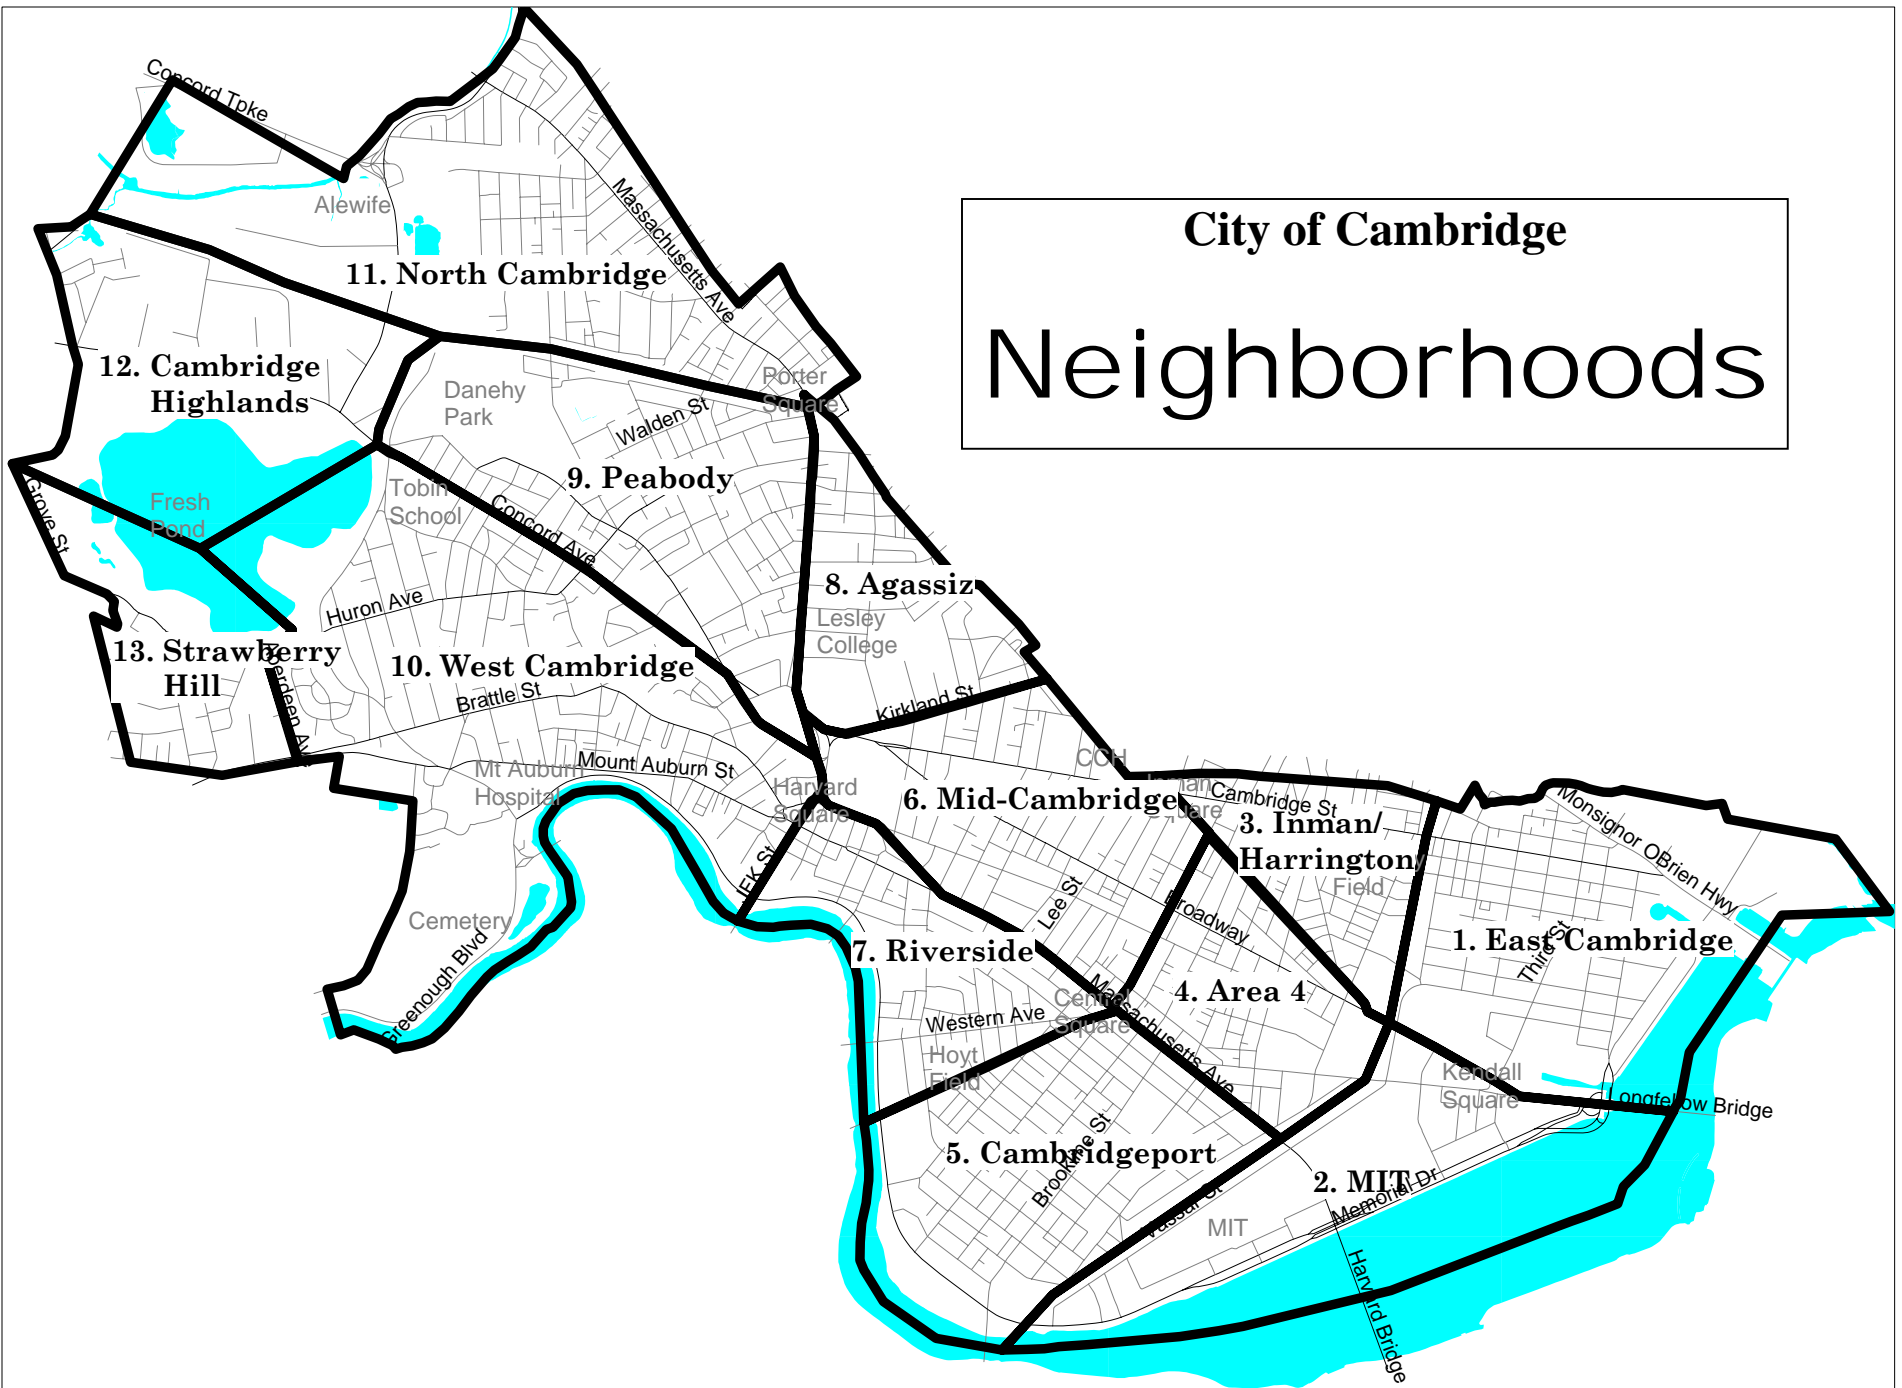 City of Cambridge
Neighborhoods
Concord Tpke
Alewife
Massachusetts Ave
11. North Cambridge
12. Cambridge
Highlands
Danehy
Park
Porter
Square
Walden St
9. Peabody
Tobin
School
Concord Ave
Fresh
Pond
Grove St
8. Agassiz
Lesley
College
Huron Ave
13. Strawberry
Hill
Aberdeen Ave
10. West Cambridge
Brattle St
Kirkland St
Mount Auburn St
Mt Auburn
Hospital
Harvard
Square
CCH
Inman
Square
6. Mid-Cambridge
Cambridge St
3. Inman/
Harrington
Field
Monsignor OBrien Hwy
JFK St
Lee St
Broadway
Cemetery
Greenough Blvd
7. Riverside
1. East Cambridge
Third St
4. Area 4
Central
Square
Massachusetts Ave
Western Ave
Hoyt
Field
Kendall
Square
Longfellow Bridge
5. Cambridgeport
Brookline St
2. MIT
Memorial Dr
Vassar St
MIT
Harvard Bridge